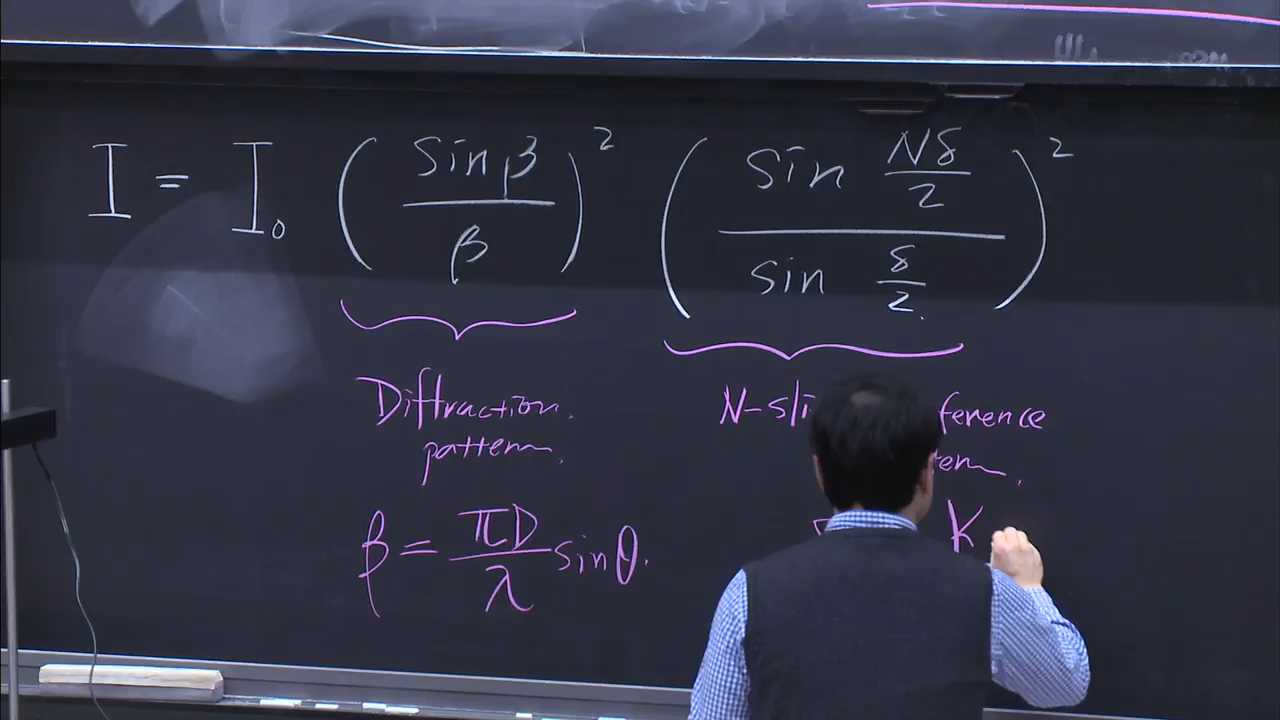 I = I₀ (sin β / β)² (sin Nδ/2 / sin δ/2)²
Diffraction.
pattern.
β = πD/λ sin θ.
N-sli ference
tern.
K